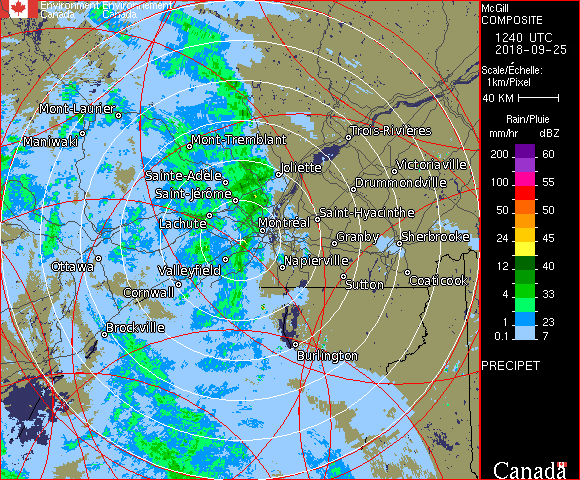 Environment Environnement
Canada Canada
McGill
COMPOSITE
1240 UTC
2018-09-25
Scale/Échelle:
1km/Pixel
40 KM
Rain/Pluie
mm/hr dBZ
200 60
100 55
50 50
24 45
12 40
4 33
1 23
0.1 7
PRECIPET
Canada
Mont-Laurier
Maniwaki
Mont-Tremblant
Trois-Rivières
Sainte-Adèle
Joliette
Victoriaville
Saint-Jérôme
Drummondville
Lachute
Montréal
Saint-Hyacinthe
Granby
Sherbrooke
Ottawa
Valleyfield
Napierville
Cornwall
Sutton
Coaticook
Brockville
Burlington